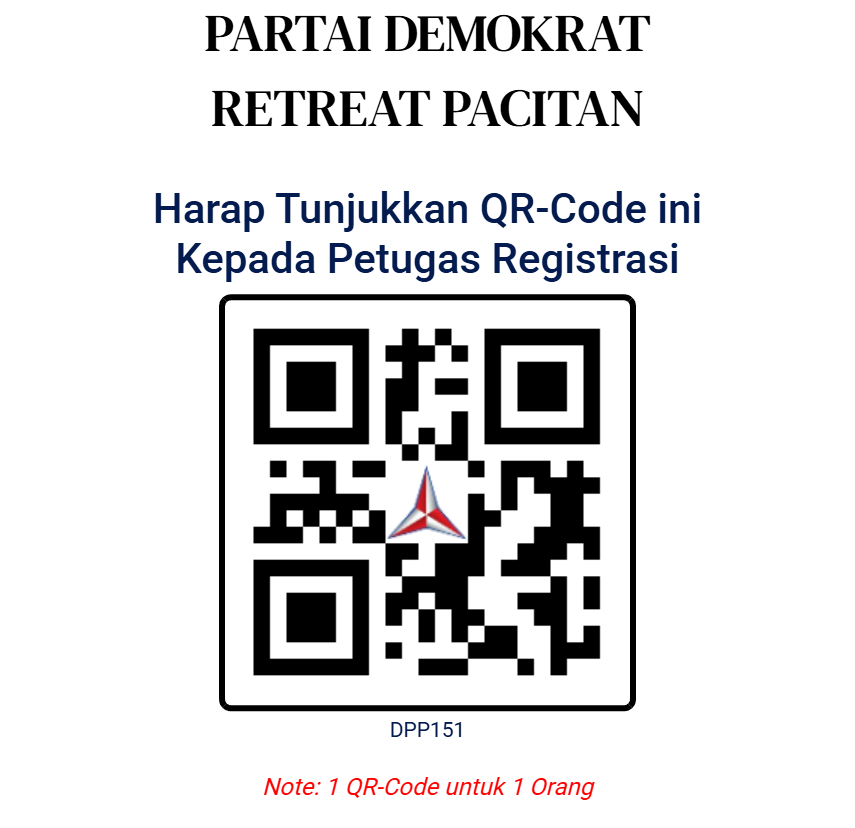 PARTAI DEMOKRAT
RETREAT PACITAN
Harap Tunjukkan QR-Code ini
Kepada Petugas Registrasi
DPP151
Note: 1 QR-Code untuk 1 Orang